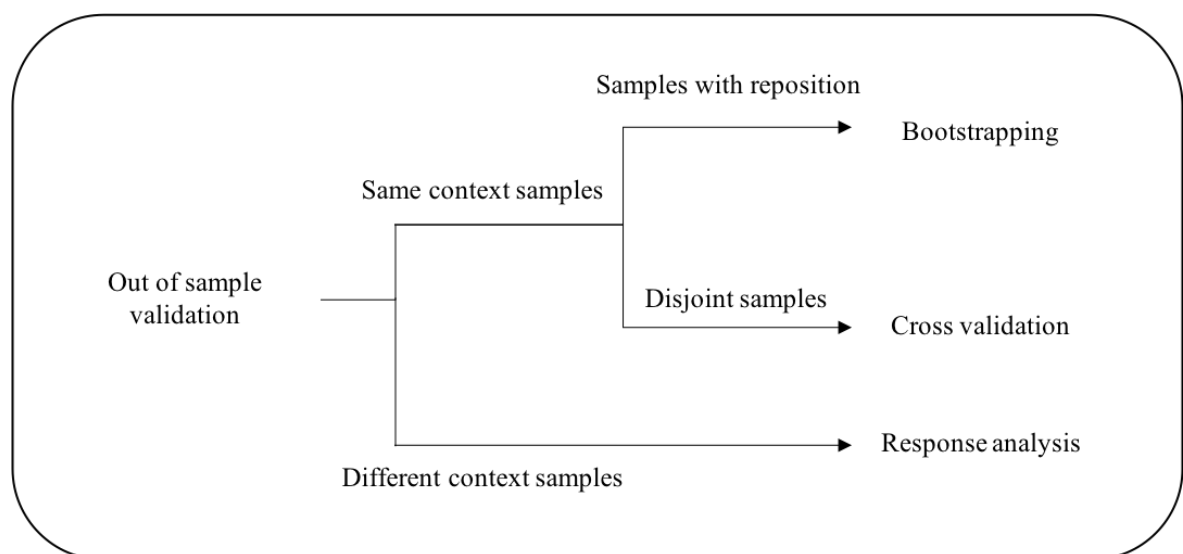 Samples with reposition
Bootstrapping
Same context samples
Out of sample
validation
Disjoint samples
Cross validation
Response analysis
Different context samples